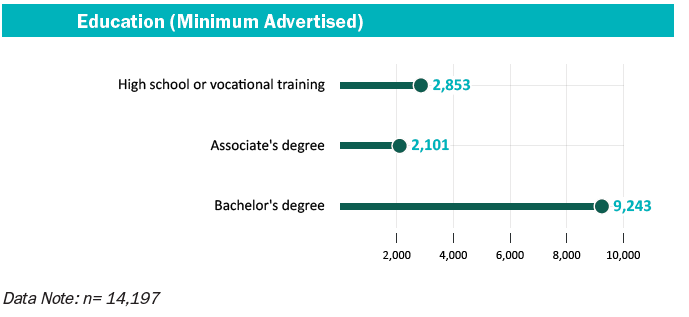 Education (Minimum Advertised)
High school or vocational training 2,853
Associate's degree 2,101
Bachelor's degree 9,243
2,000 4,000 6,000 8,000 10,000
Data Note: n= 14,197